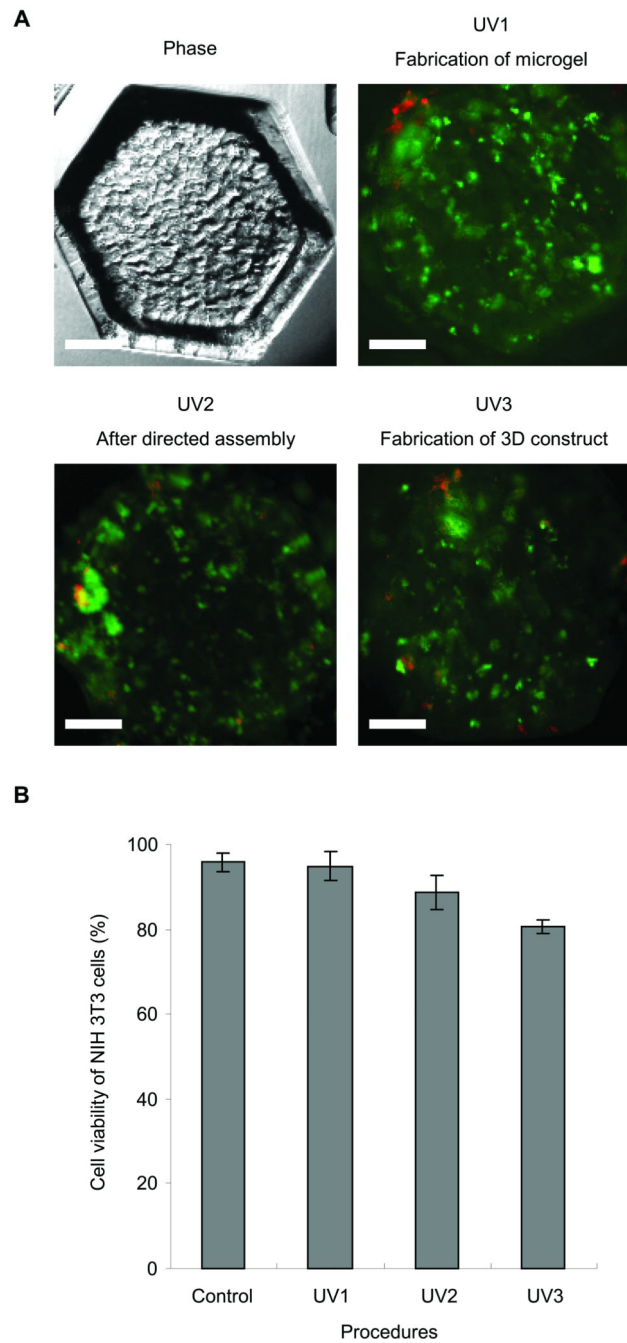 A
Phase
UV1
Fabrication of microgel
UV2
After directed assembly
UV3
Fabrication of 3D construct
B
Cell viability of NIH 3T3 cells (%)
100
80
60
40
20
0
Control
UV1
UV2
UV3
Procedures